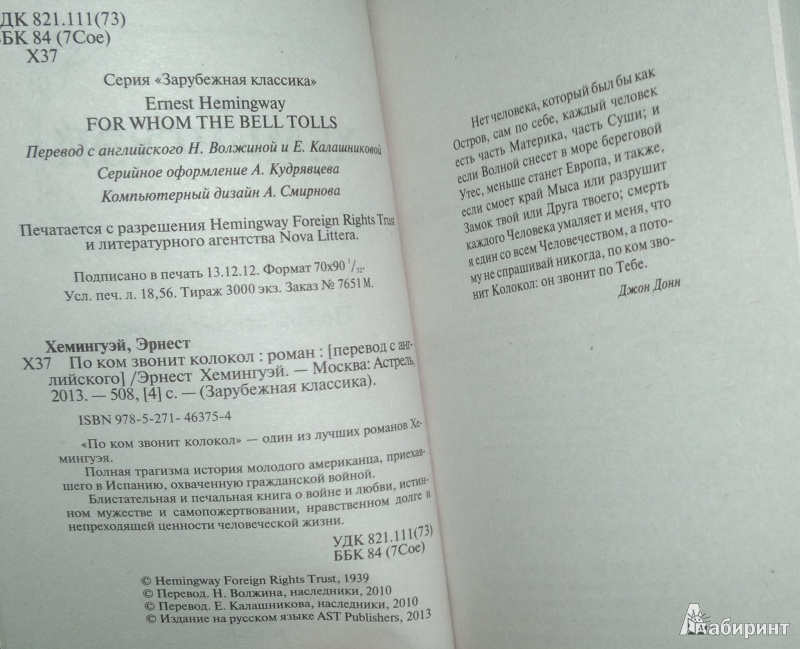 УДК 821.111(73)
ББК 84 (7Сое)
Х37
Серия «Зарубежная классика»
Ernest Hemingway
FOR WHOM THE BELL TOLLS
Перевод с английского Н. Волжиной и Е. Калашниковой
Серийное оформление А. Кудрявцева
Компьютерный дизайн А. Смирнова
Печатается с разрешения Hemingway Foreign Rights Trust
и литературного агентства Nova Littera.
Подписано в печать 13.12.12. Формат 70х90 1/32.
Усл. печ. л. 18,56. Тираж 3000 экз. Заказ № 7651М.
Хемингуэй, Эрнест
Х37 По ком звонит колокол : роман : [перевод с анг-
лийского] /Эрнест Хемингуэй. — Москва: Астрель,
2013. — 508, [4] с. — (Зарубежная классика).
ISBN 978-5-271-46375-4
«По ком звонит колокол» — один из лучших романов Хе-
мингуэя.
Полная трагизма история молодого американца, приехав-
шего в Испанию, охваченную гражданской войной.
Блистательная и печальная книга о войне и любви, истин-
ном мужестве и самопожертвовании, нравственном долге и
непреходящей ценности человеческой жизни.
УДК 821.111(73)
ББК 84 (7Сое)
© Hemingway Foreign Rights Trust, 1939
© Перевод. Н. Волжина, наследники, 2010
© Перевод. Е. Калашникова, наследники, 2010
© Издание на русском языке AST Publishers, 2013
Нет человека, который был бы как
Остров, сам по себе, каждый человек
есть часть Материка, часть Суши; и
если Волной снесет в море береговой
Утес, меньше станет Европа, и также,
если смоет край Мыса или разрушит
Замок твой или Друга твоего; смерть
каждого Человека умаляет и меня, что
я един со всем Человечеством, а пото-
му не спрашивай никогда, по ком зво-
нит Колокол: он звонит по Тебе.
Джон Донн
Лабиринт